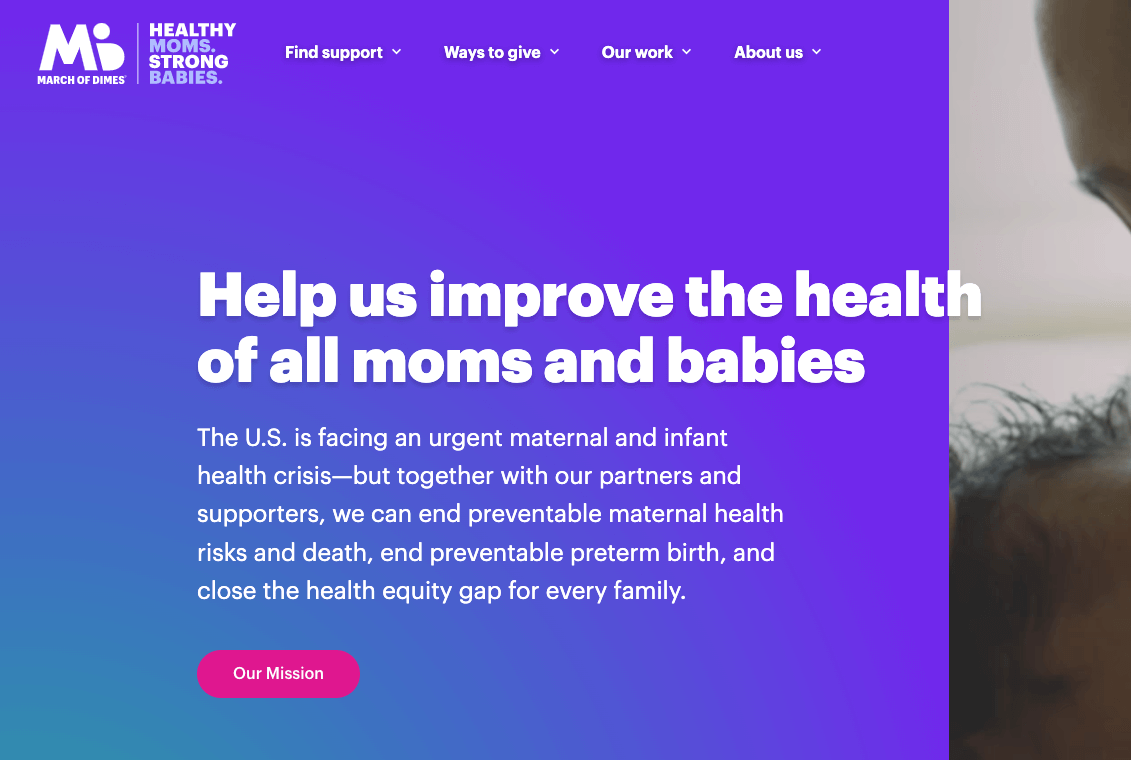 MARCH OF DIMES
HEALTHY
MOMS.
STRONG
BABIES.
Find support
Ways to give
Our work
About us
Help us improve the health
of all moms and babies
The U.S. is facing an urgent maternal and infant
health crisis—but together with our partners and
supporters, we can end preventable maternal health
risks and death, end preventable preterm birth, and
close the health equity gap for every family.
Our Mission